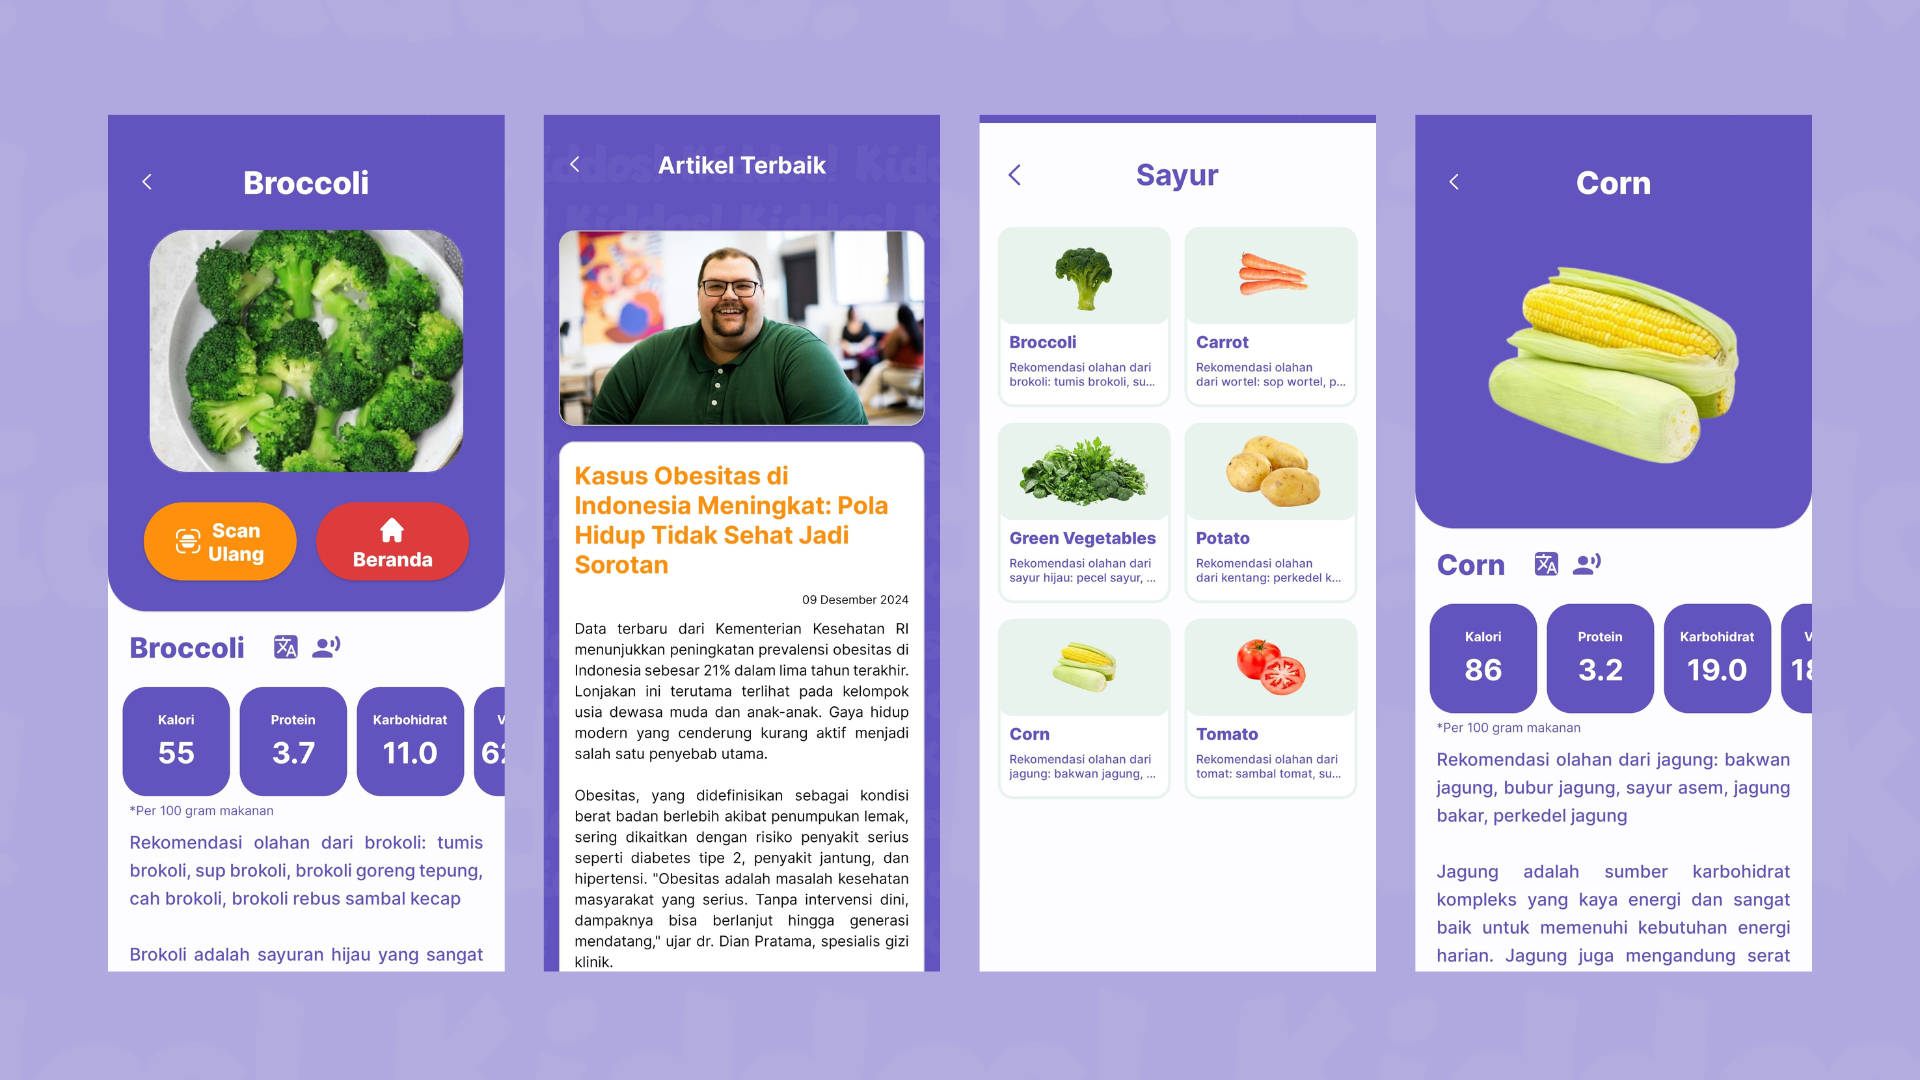 Broccoli
Scan
Ulang
Beranda
Broccoli
Kalori
55
Protein
3.7
Karbohidrat
11.0
*Per 100 gram makanan
Rekomendasi olahan dari brokoli: tumis
brokoli, sup brokoli, brokoli goreng tepung,
cah brokoli, brokoli rebus sambal kecap
Brokoli adalah sayuran hijau yang sangat
Artikel Terbaik
Kasus Obesitas di
Indonesia Meningkat: Pola
Hidup Tidak Sehat Jadi
Sorotan
09 Desember 2024
Data terbaru dari Kementerian Kesehatan RI
menunjukkan peningkatan prevalensi obesitas di
Indonesia sebesar 21% dalam lima tahun terakhir.
Lonjakan ini terutama terlihat pada kelompok
usia dewasa muda dan anak-anak. Gaya hidup
modern yang cenderung kurang aktif menjadi
salah satu penyebab utama.
Obesitas, yang didefinisikan sebagai kondisi
berat badan berlebih akibat penumpukan lemak,
sering dikaitkan dengan risiko penyakit serius
seperti diabetes tipe 2, penyakit jantung, dan
hipertensi. "Obesitas adalah masalah kesehatan
masyarakat yang serius. Tanpa intervensi dini,
dampaknya bisa berlanjut hingga generasi
mendatang," ujar dr. Dian Pratama, spesialis gizi
klinik.
Sayur
Broccoli
Rekomendasi olahan dari
brokoli: tumis brokoli, su...
Carrot
Rekomendasi olahan
dari wortel: sop wortel, p...
Green Vegetables
Rekomendasi olahan dari
sayur hijau: pecel sayur, ...
Potato
Rekomendasi olahan
dari kentang: perkedel k...
Corn
Rekomendasi olahan dari
jagung: bakwan jagung, ...
Tomato
Rekomendasi olahan dari
tomat: sambal tomat, su...
Corn
Corn
Kalori
86
Protein
3.2
Karbohidrat
19.0
*Per 100 gram makanan
Rekomendasi olahan dari jagung: bakwan
jagung, bubur jagung, sayur asem, jagung
bakar, perkedel jagung
Jagung adalah sumber karbohidrat
kompleks yang kaya energi dan sangat
baik untuk memenuhi kebutuhan energi
harian. Jagung juga mengandung serat